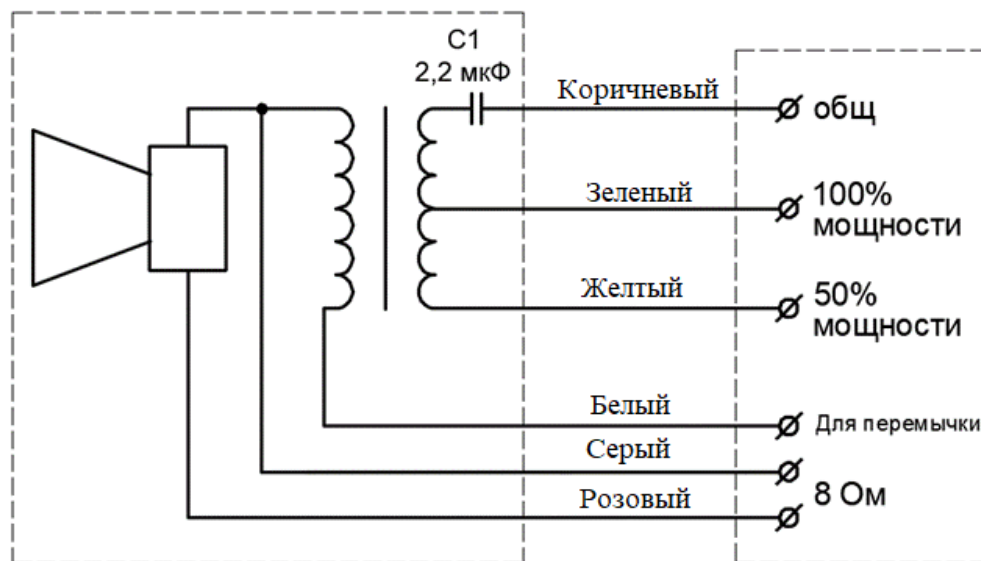 C1
2,2 мкФ
Коричневый
общ
Зеленый
100%
мощности
Желтый
50%
мощности
Белый
Для перемычки
Серый
8 Ом
Розовый